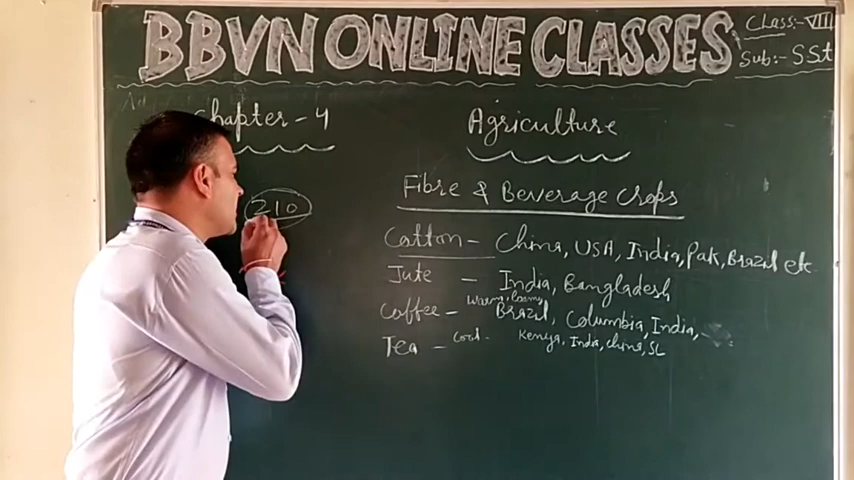 BBVN ONLINE CLASSES
Class:- VIII
Sub:- SSt
Chapter - 4
Agriculture
210
Fibre & Beverage Crops
Cotton - China, USA, India, Pak, Brazil etc
Jute - India, Bangladesh
warm, loamy
Coffee - Brazil, Columbia, India,
Tea - Cool - Kenya, India, china, SL